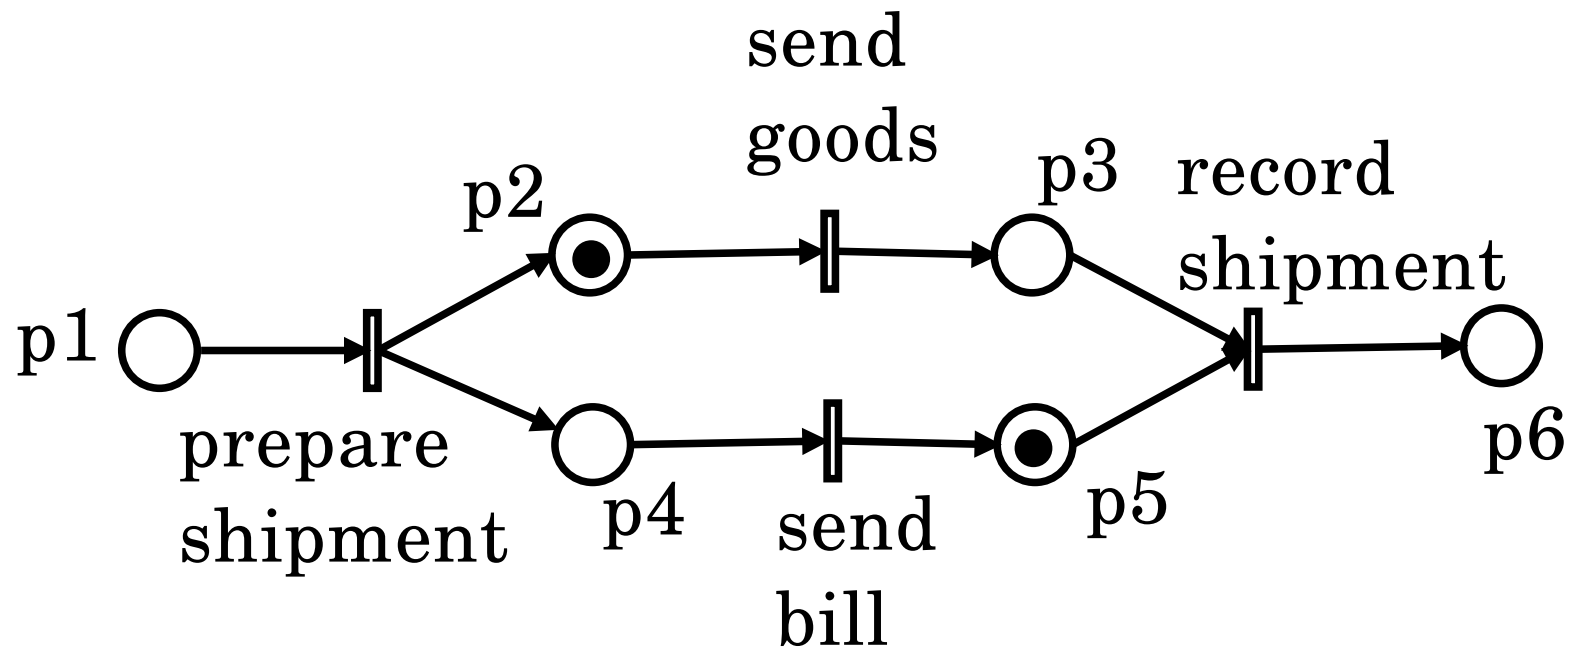 send
goods
p2
p3
record
shipment
p1
prepare
shipment
p4
send
bill
p5
p6